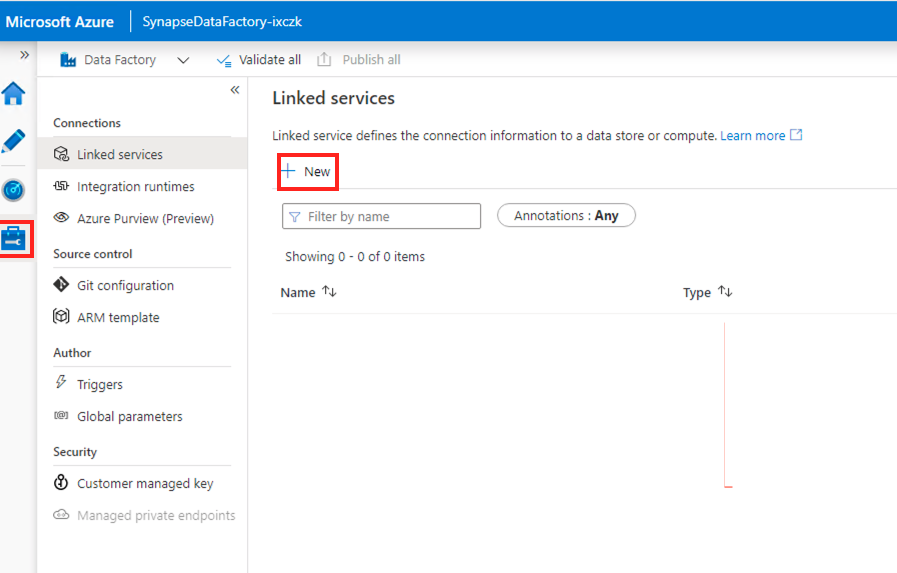 Microsoft Azure SynapseDataFactory-ixczk
Data Factory Validate all Publish all
Connections
Linked services
Integration runtimes
Azure Purview (Preview)
Source control
Git configuration
ARM template
Author
Triggers
Global parameters
Security
Customer managed key
Managed private endpoints
Linked services
Linked service defines the connection information to a data store or compute. Learn more
New
Filter by name Annotations : Any
Showing 0 - 0 of 0 items
Name Type